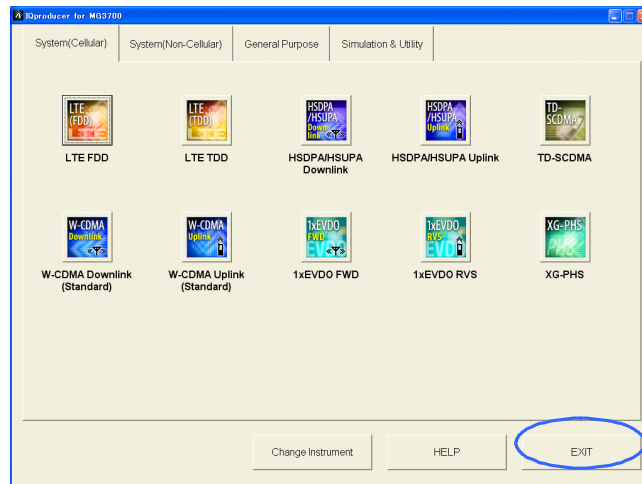 IQproducer for MG3700
System(Cellular) System(Non-Cellular) General Purpose Simulation & Utility
LTE (FDD)
LTE FDD
LTE (TDD)
LTE TDD
HSDPA /HSUPA Down link
HSDPA/HSUPA Downlink
HSDPA /HSUPA Uplink
HSDPA/HSUPA Uplink
TD-SCDMA
TD-SCDMA
W-CDMA Downlink
W-CDMA Downlink (Standard)
W-CDMA Uplink
W-CDMA Uplink (Standard)
1xEVDO FWD
1xEVDO FWD
1xEVDO RVS
1xEVDO RVS
XG-PHS
XG-PHS
Change Instrument HELP EXIT